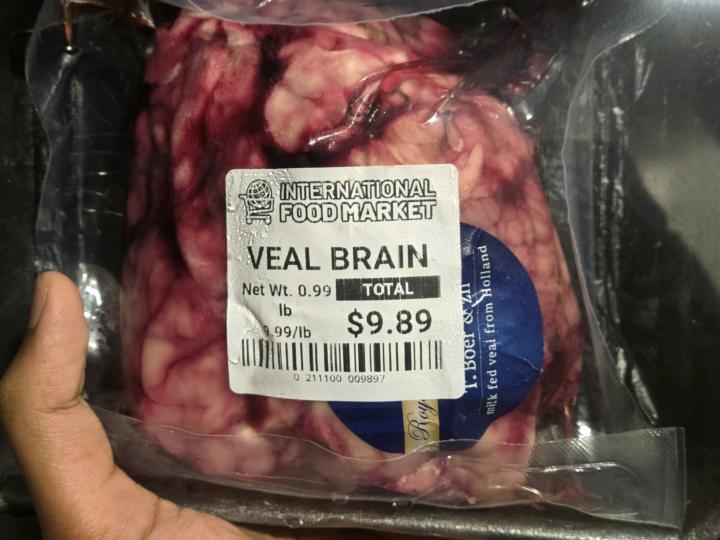 INTERNATIONAL
FOOD MARKET
VEAL BRAIN
Net Wt. 0.99
lb
TOTAL
.99/lb
$9.89
0 211100 009897
T. Boer & zn
milk fed veal from Holland